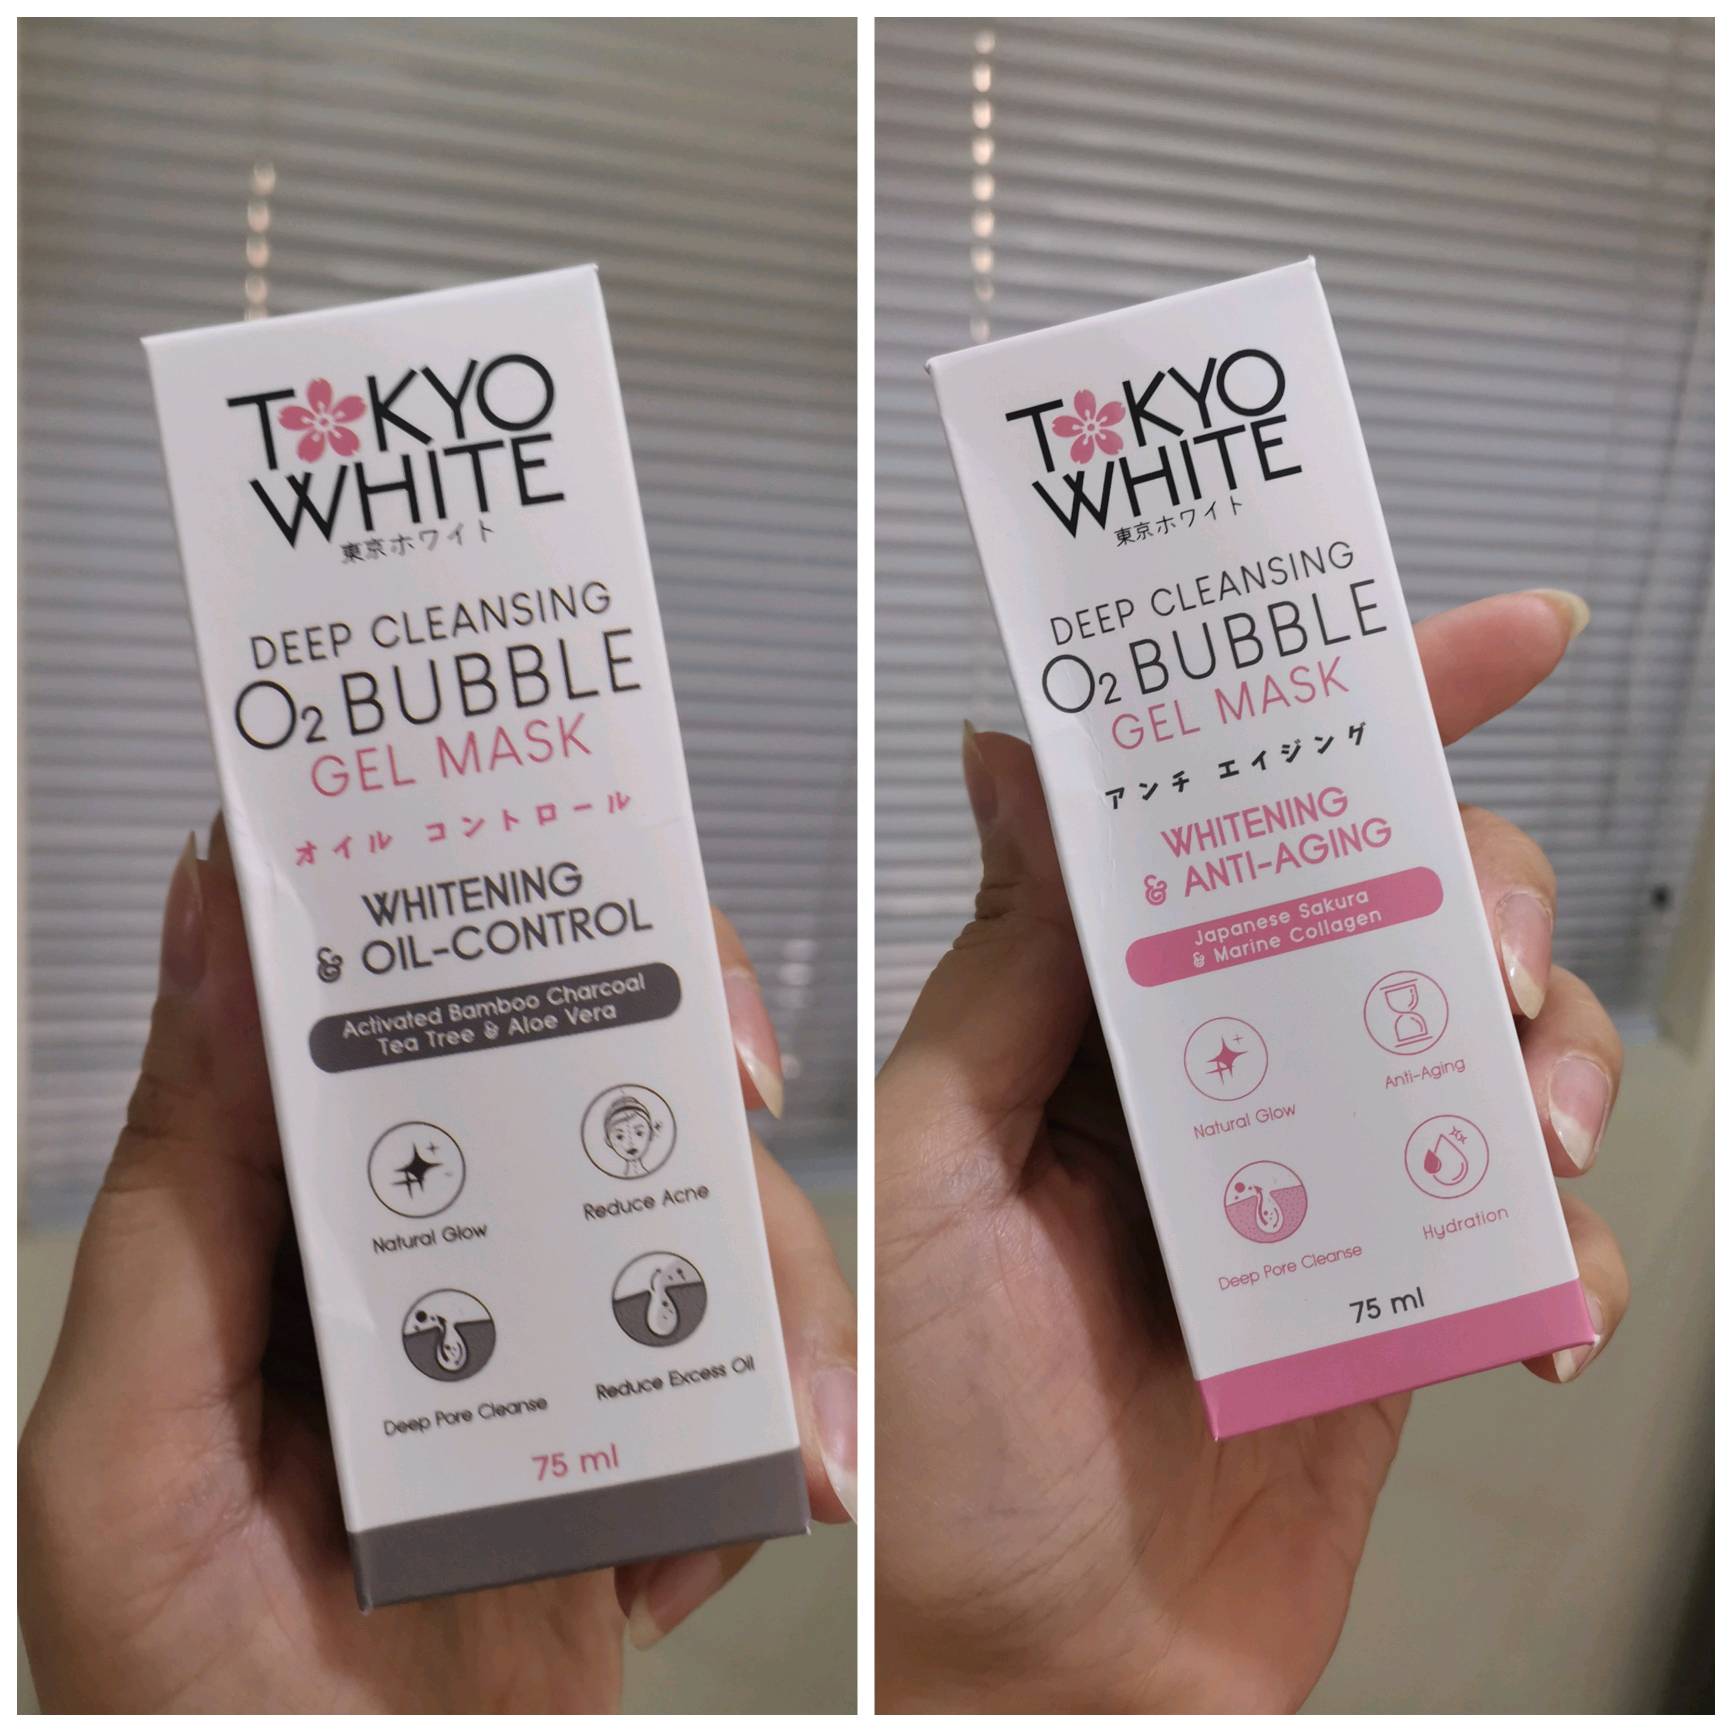 TOKYO
WHITE
東京ホワイト
DEEP CLEANSING
O2 BUBBLE
GEL MASK
オイル コントロール
WHITENING
& OIL-CONTROL
Activated Bamboo Charcoal
Tea Tree & Aloe Vera
Natural Glow
Reduce Acne
Deep Pore Cleanse
Reduce Excess Oil
75 ml
TOKYO
WHITE
東京ホワイト
DEEP CLEANSING
O2 BUBBLE
GEL MASK
アンチ エイジング
WHITENING
& ANTI-AGING
Japanese Sakura
& Marine Collagen
Natural Glow
Anti-Aging
Deep Pore Cleanse
Hydration
75 ml